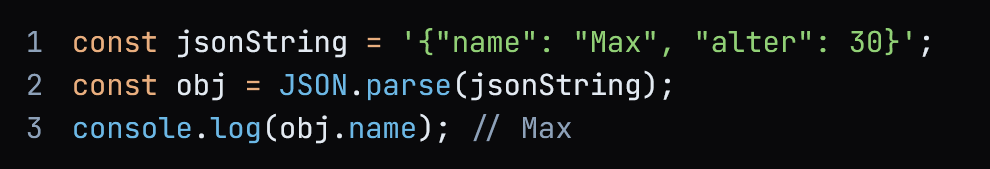 1 const jsonString = '{"name": "Max", "alter": 30}';
2 const obj = JSON.parse(jsonString);
3 console.log(obj.name); // Max